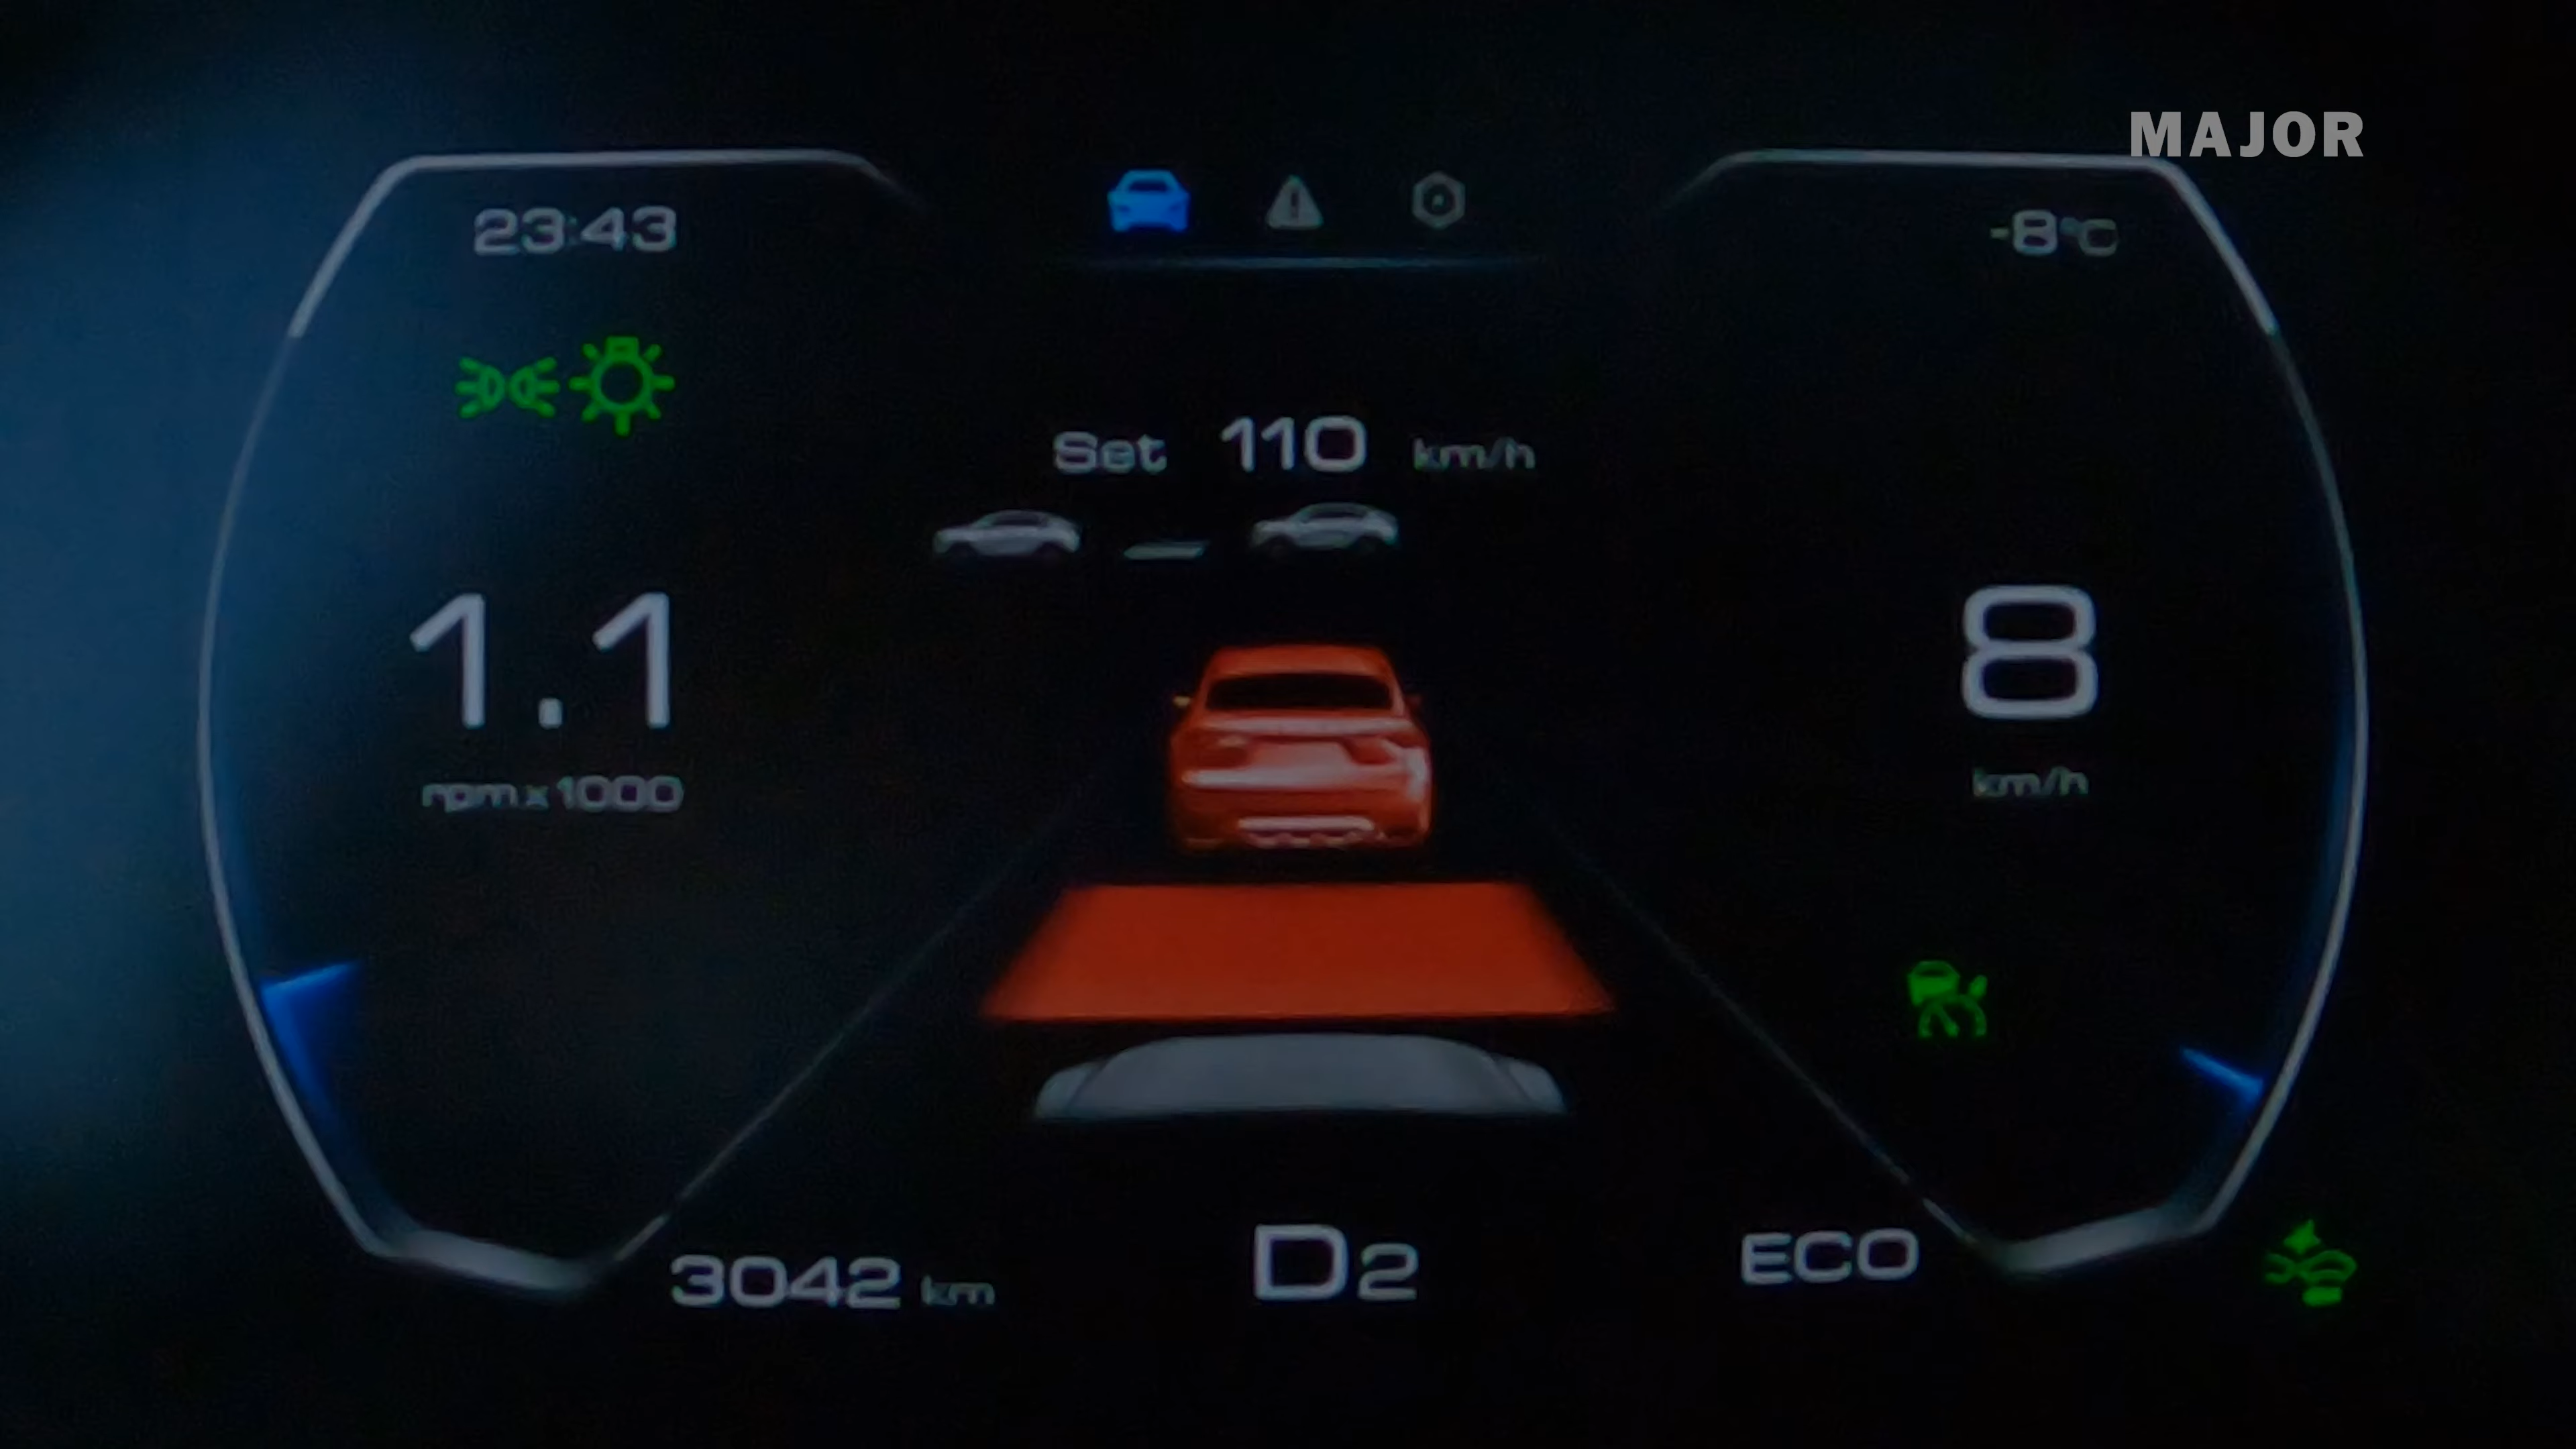 MAJOR
23:43
-8°C
Set 110 km/h
1.1
rpm x 1000
8
km/h
3042 km
D2
ECO